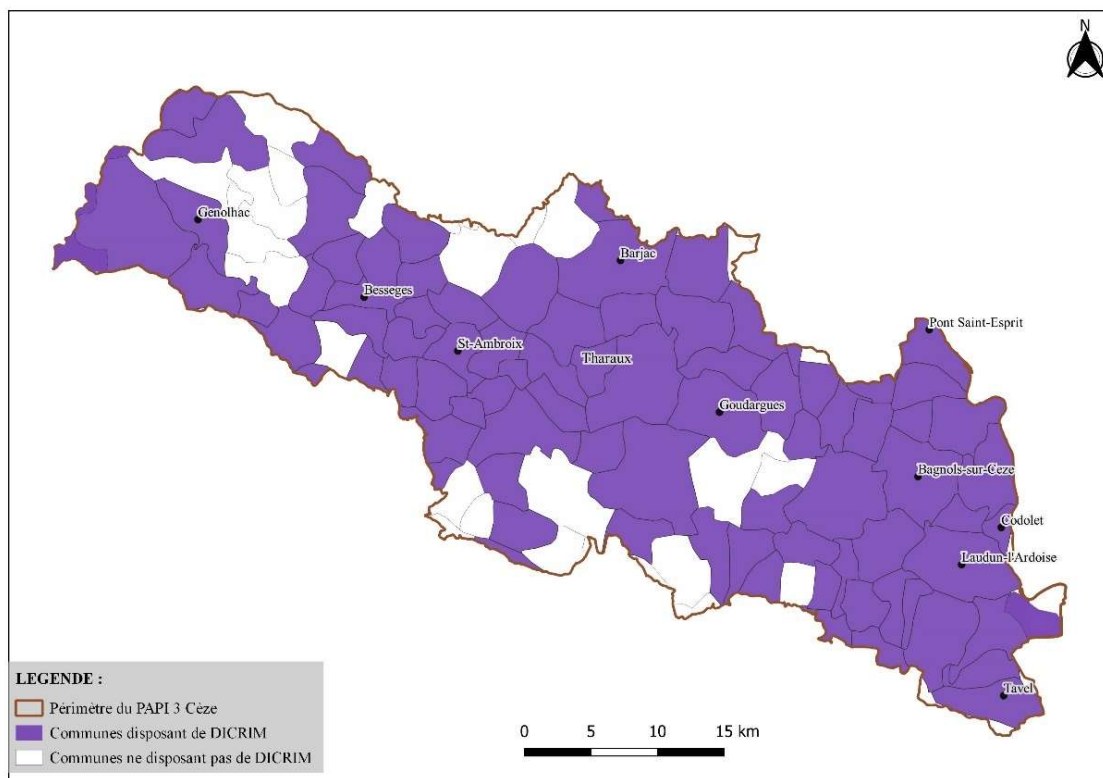 N
Genolhac
Barjac
Besseges
Pont Saint-Esprit
St-Ambroix
Tharaux
Goudargues
Bagnols-sur-Ceze
Codolet
Laudun-l'Ardoise
Tavel
LEGENDE :
Périmètre du PAPI 3 Cèze
Communes disposant de DICRIM
Communes ne disposant pas de DICRIM
0 5 10 15 km